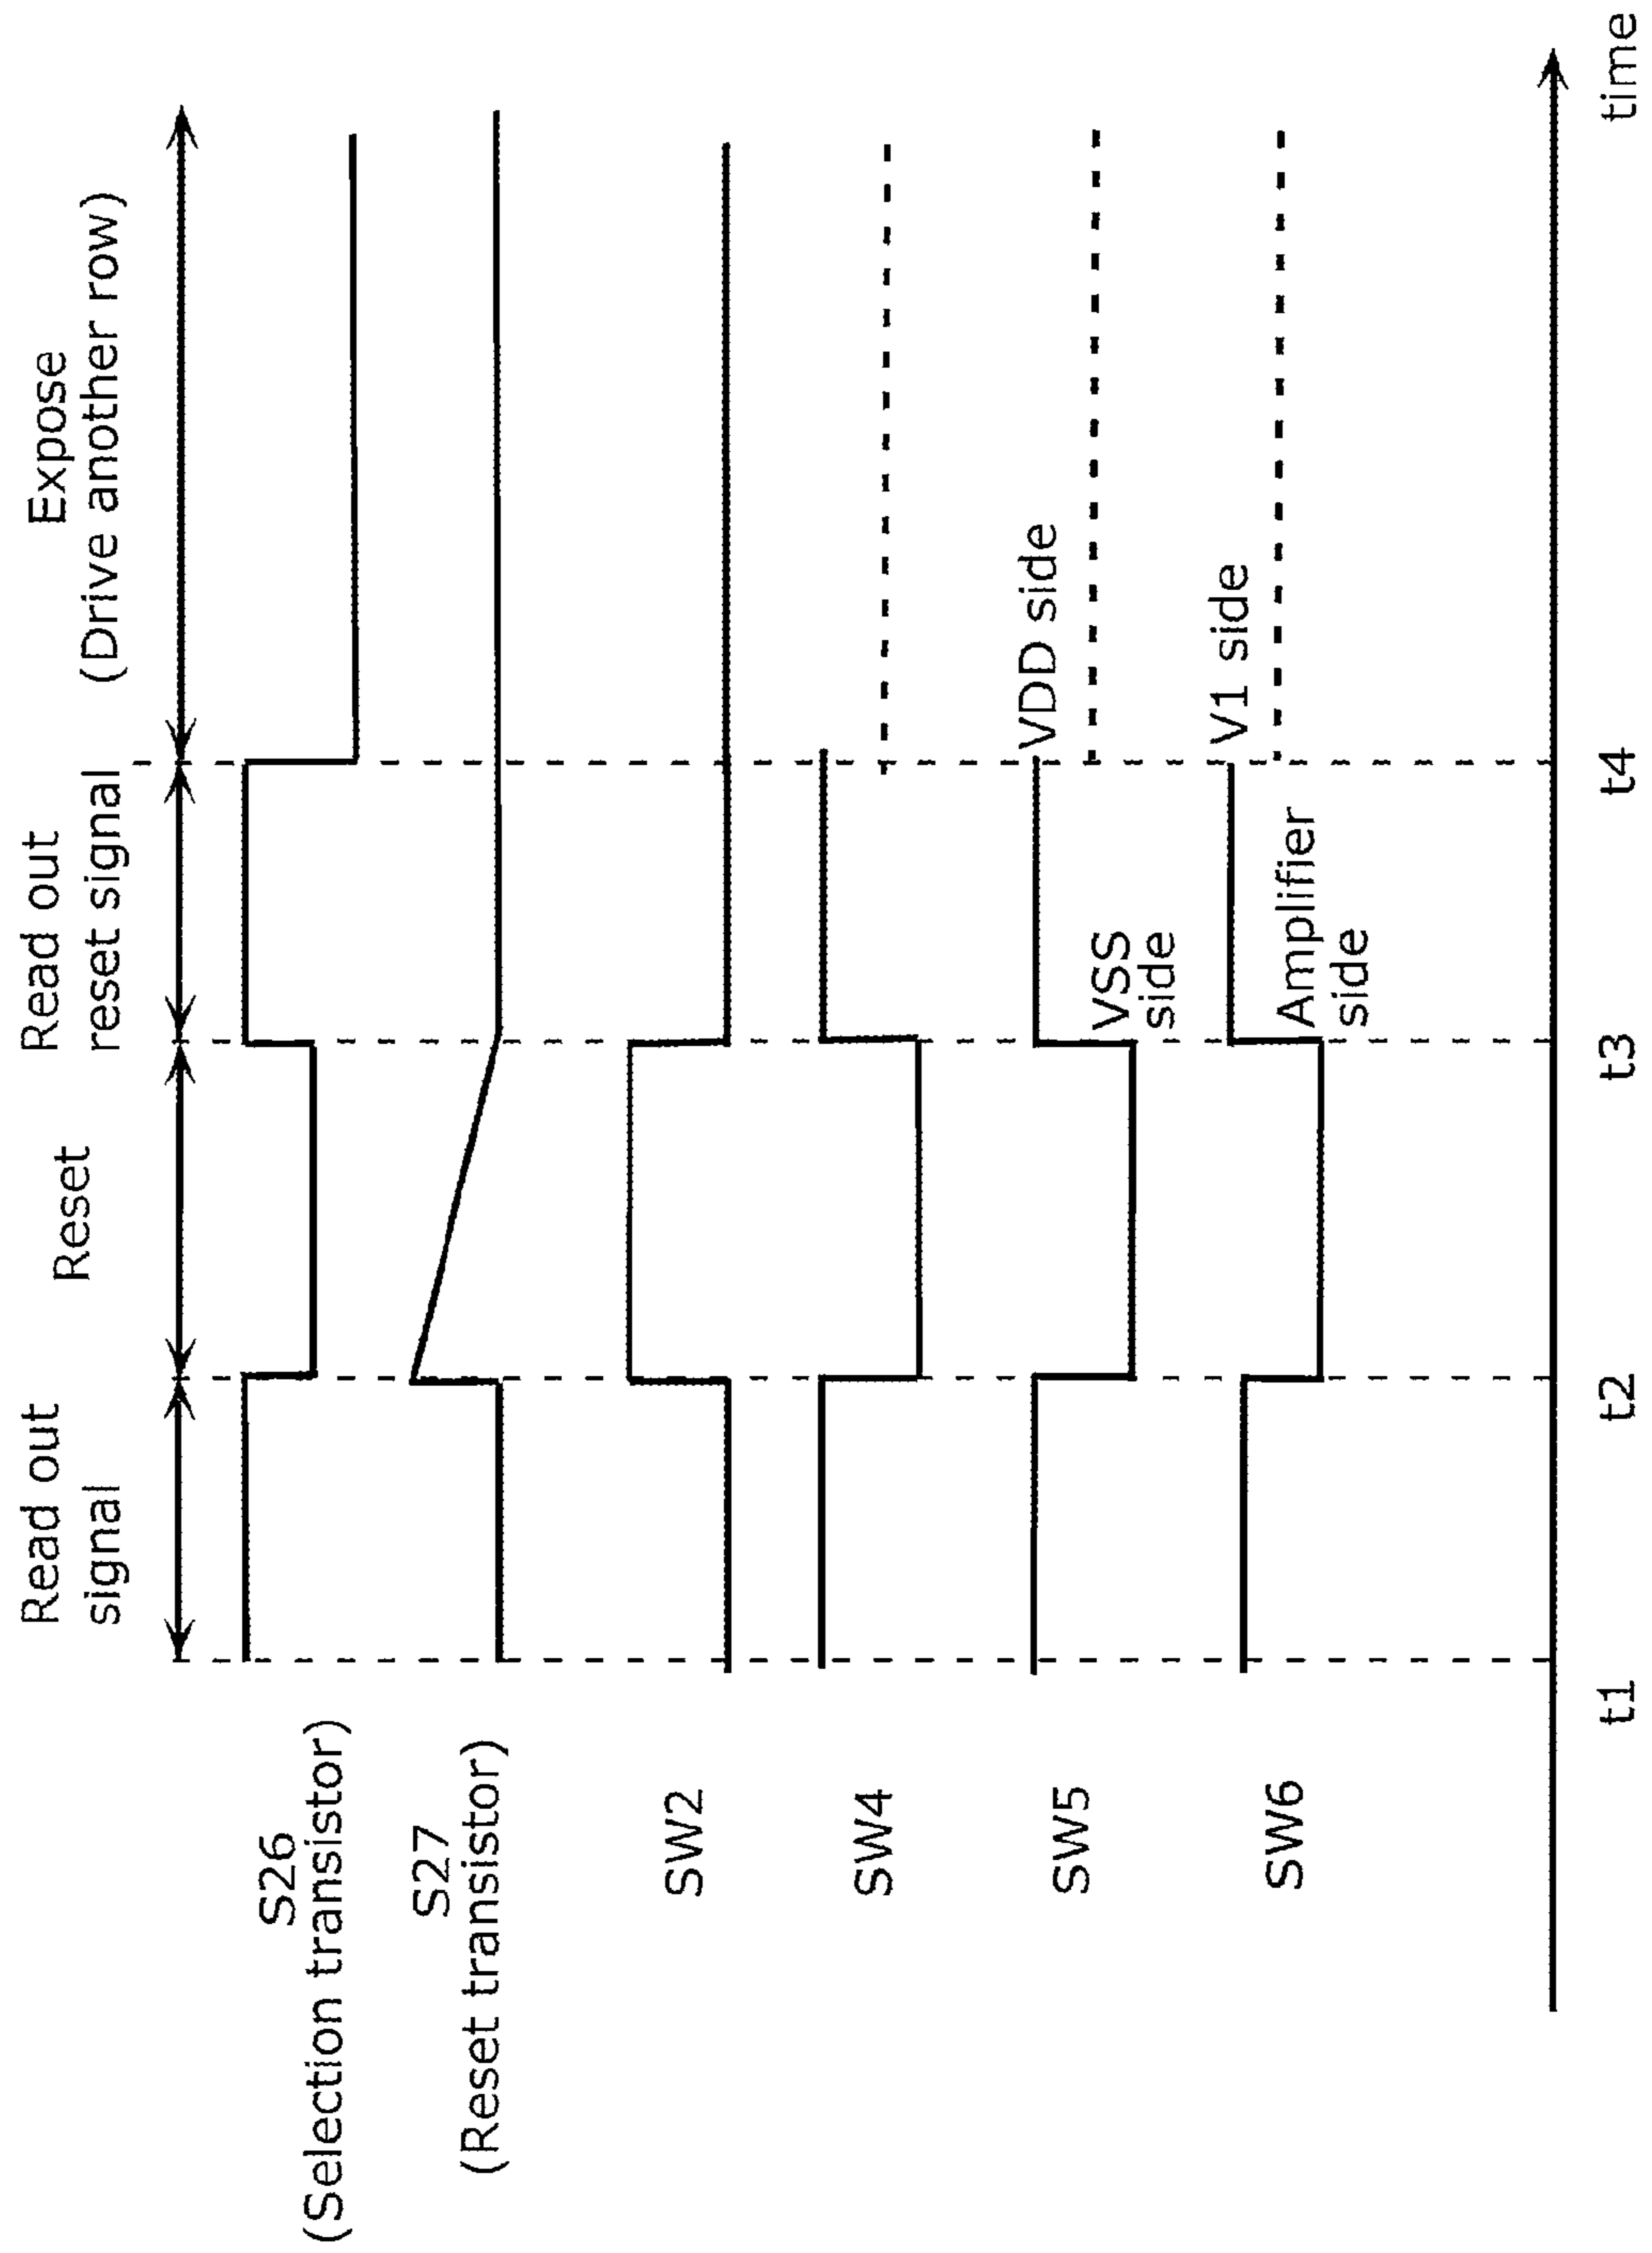 Read out
signal
Reset
Read out
reset signal
Expose
(Drive another row)
S26
(Selection transistor)
S27
(Reset transistor)
SW2
SW4
SW5
VSS
side
VDD side
SW6
Amplifier
side
V1 side
t1
t2
t3
t4
time